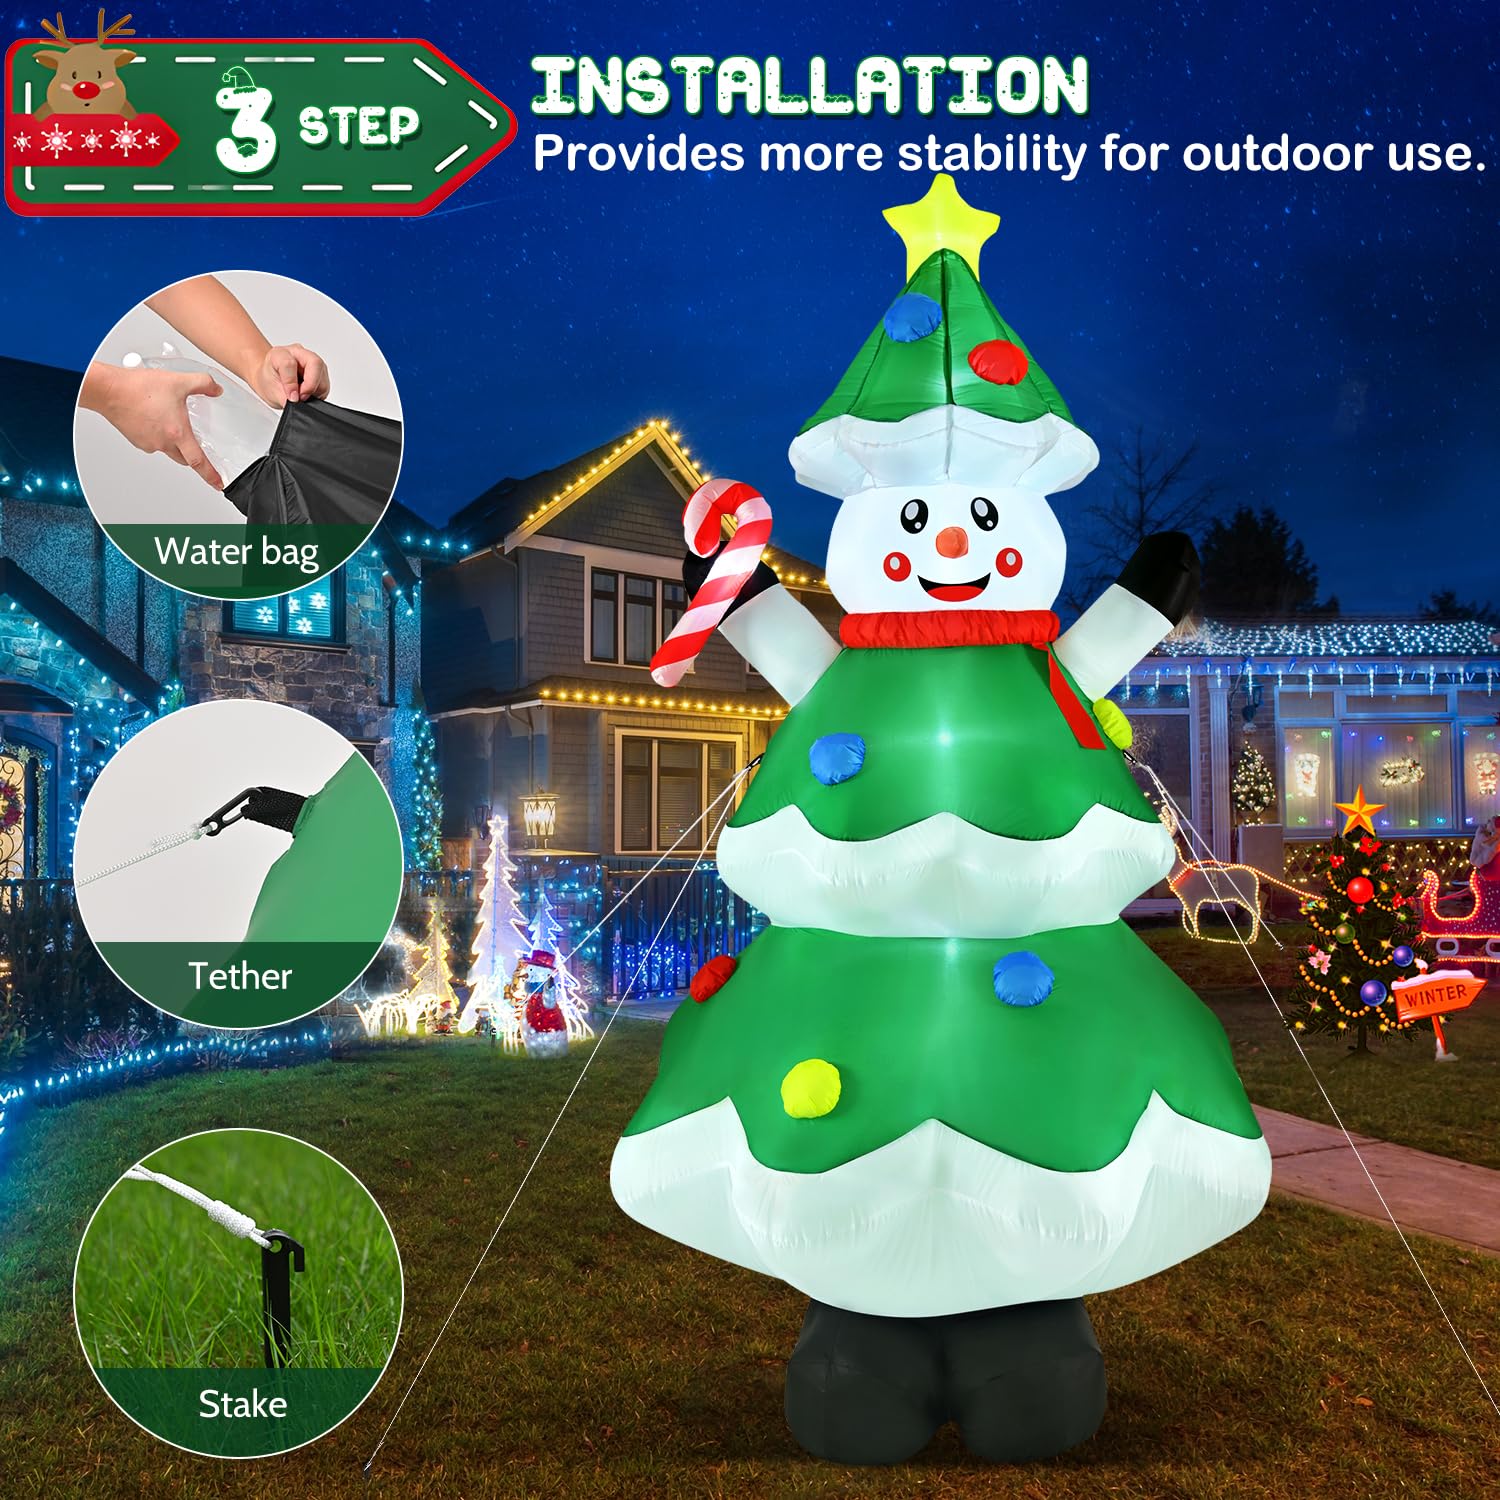 3 STEP
INSTALLATION
Provides more stability for outdoor use.
Water bag
Tether
Stake
WINTER